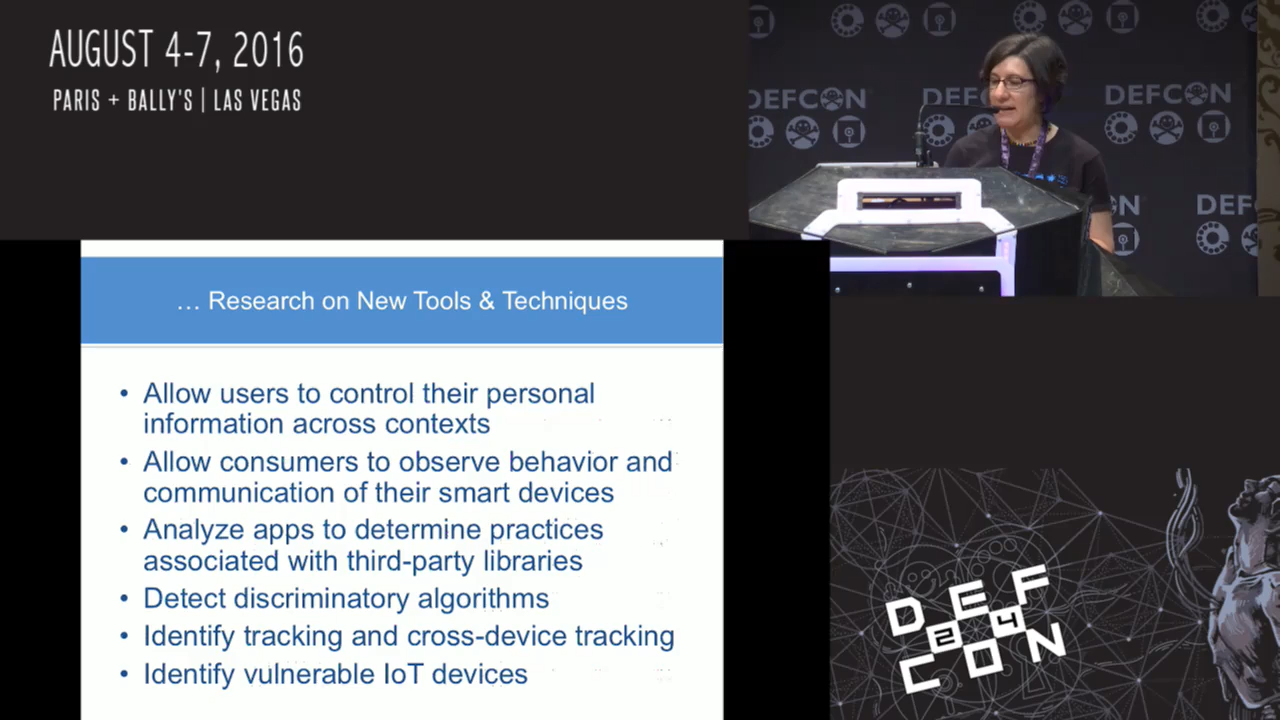 AUGUST 4-7, 2016
PARIS + BALLY'S | LAS VEGAS
DEFCON
DEFCON
DEFCON
… Research on New Tools & Techniques
• Allow users to control their personal
information across contexts
• Allow consumers to observe behavior and
communication of their smart devices
• Analyze apps to determine practices
associated with third-party libraries
• Detect discriminatory algorithms
• Identify tracking and cross-device tracking
• Identify vulnerable IoT devices
DEF
24
CON